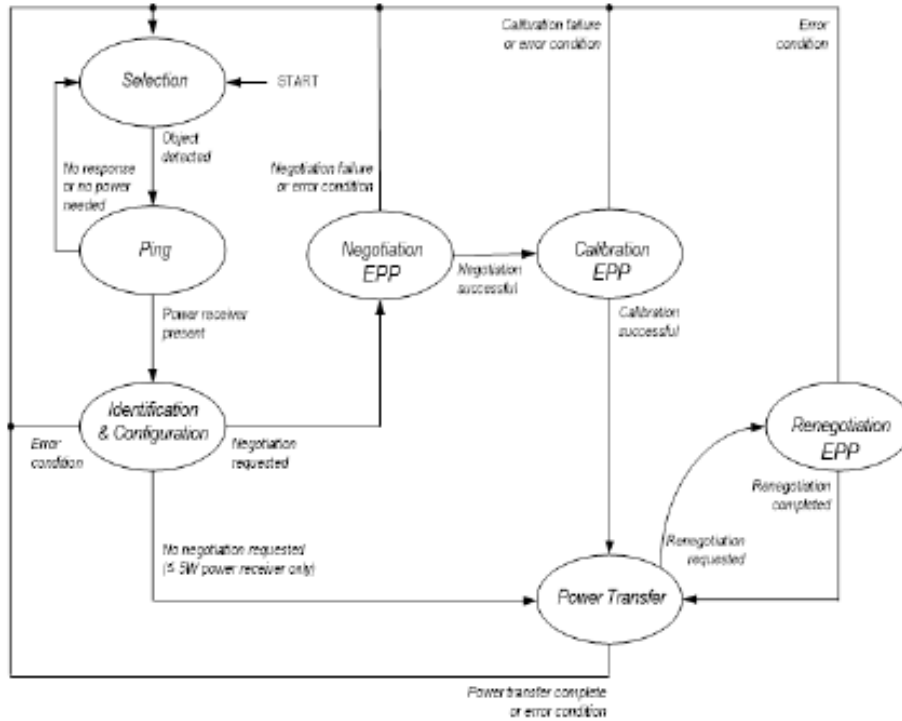 Calibration failure
or error condition
Error
condition
Selection
START
Object
detected
No response
or no power
needed
Negotiation failure
or error condition
Ping
Negotiation
EPP
Negotiation
successful
Calibration
EPP
Power receiver
present
Calibration
successful
Identification
& Configuration
Error
condition
Negotiation
requested
Renegotiation
EPP
Renegotiation
completed
No negotiation requested
(≤ 5W power receiver only)
Renegotiation
requested
Power Transfer
Power transfer complete
or error condition